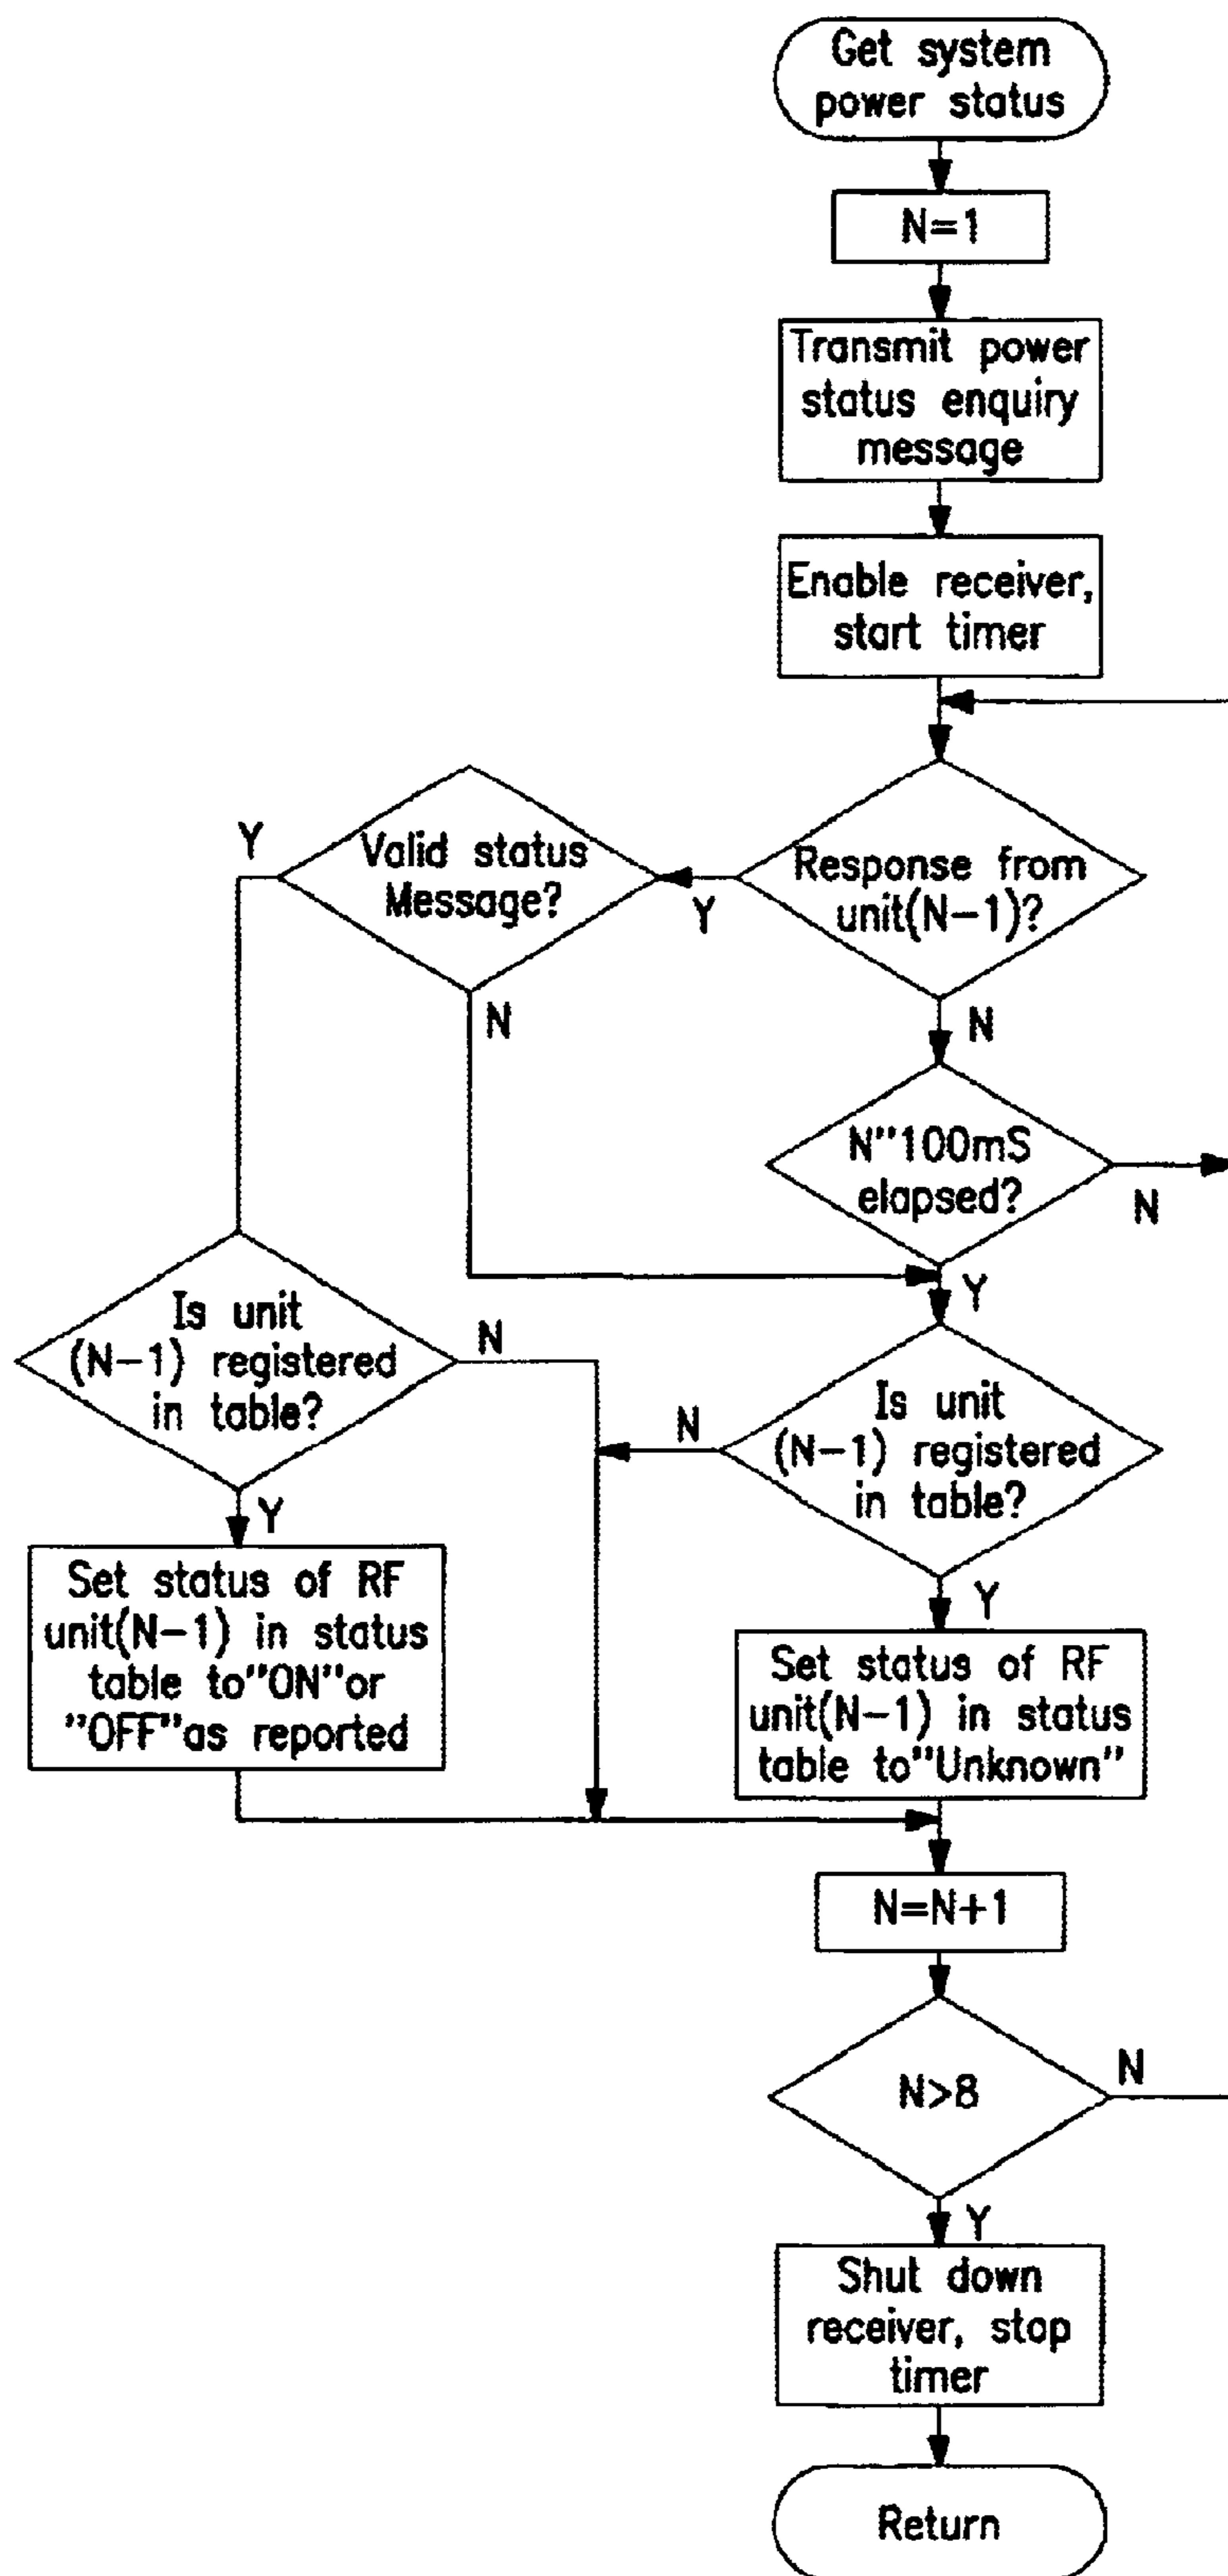 Get system
power status
N=1
Transmit power
status enquiry
message
Enable receiver,
start timer
Response from
unit(N-1)?
Y
Valid status
Message?
Y
N
N
N"100mS
elapsed?
N
Y
Is unit
(N-1) registered
in table?
N
Y
Set status of RF
unit(N-1) in status
table to"ON"or
"OFF"as reported
Is unit
(N-1) registered
in table?
N
Y
Set status of RF
unit(N-1) in status
table to"Unknown"
N=N+1
N>8
N
Y
Shut down
receiver, stop
timer
Return